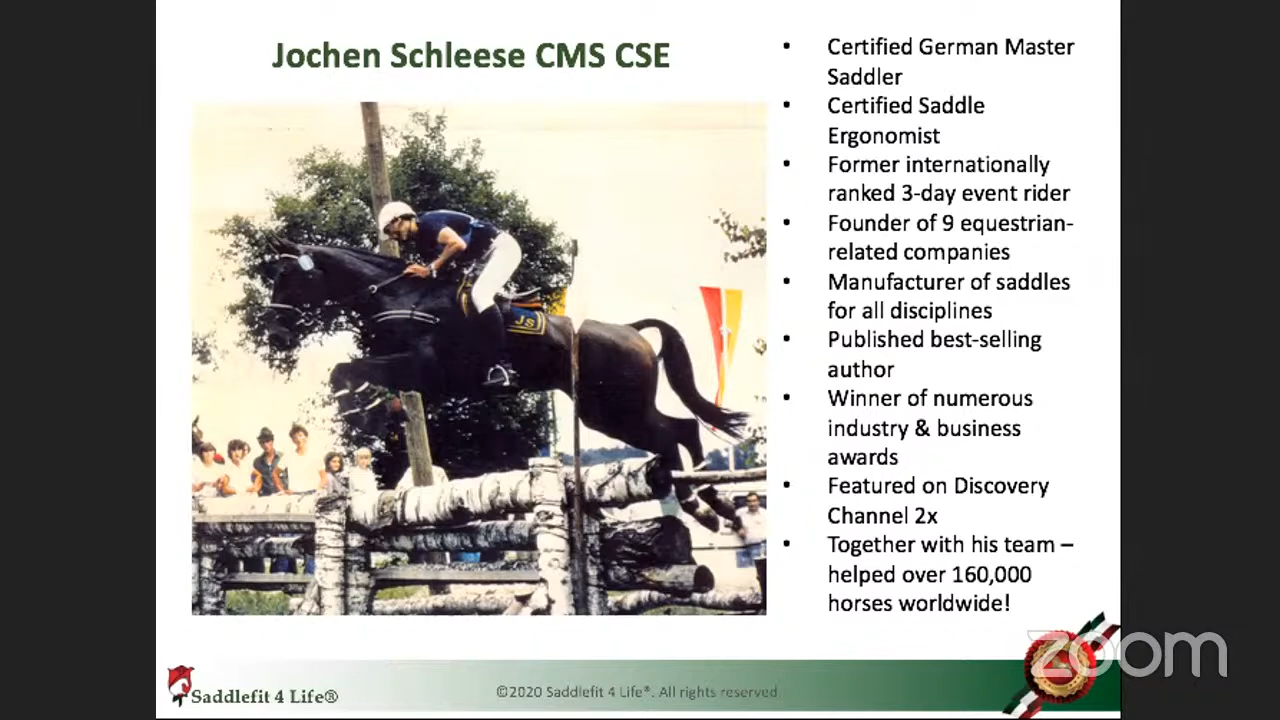 Jochen Schleese CMS CSE
• Certified German Master
Saddler
• Certified Saddle
Ergonomist
• Former internationally
ranked 3-day event rider
• Founder of 9 equestrian-
related companies
• Manufacturer of saddles
for all disciplines
• Published best-selling
author
• Winner of numerous
industry & business
awards
• Featured on Discovery
Channel 2x
• Together with his team –
helped over 160,000
horses worldwide!
JS
Saddlefit 4 Life®
©2020 Saddlefit 4 Life®. All rights reserved
zoom